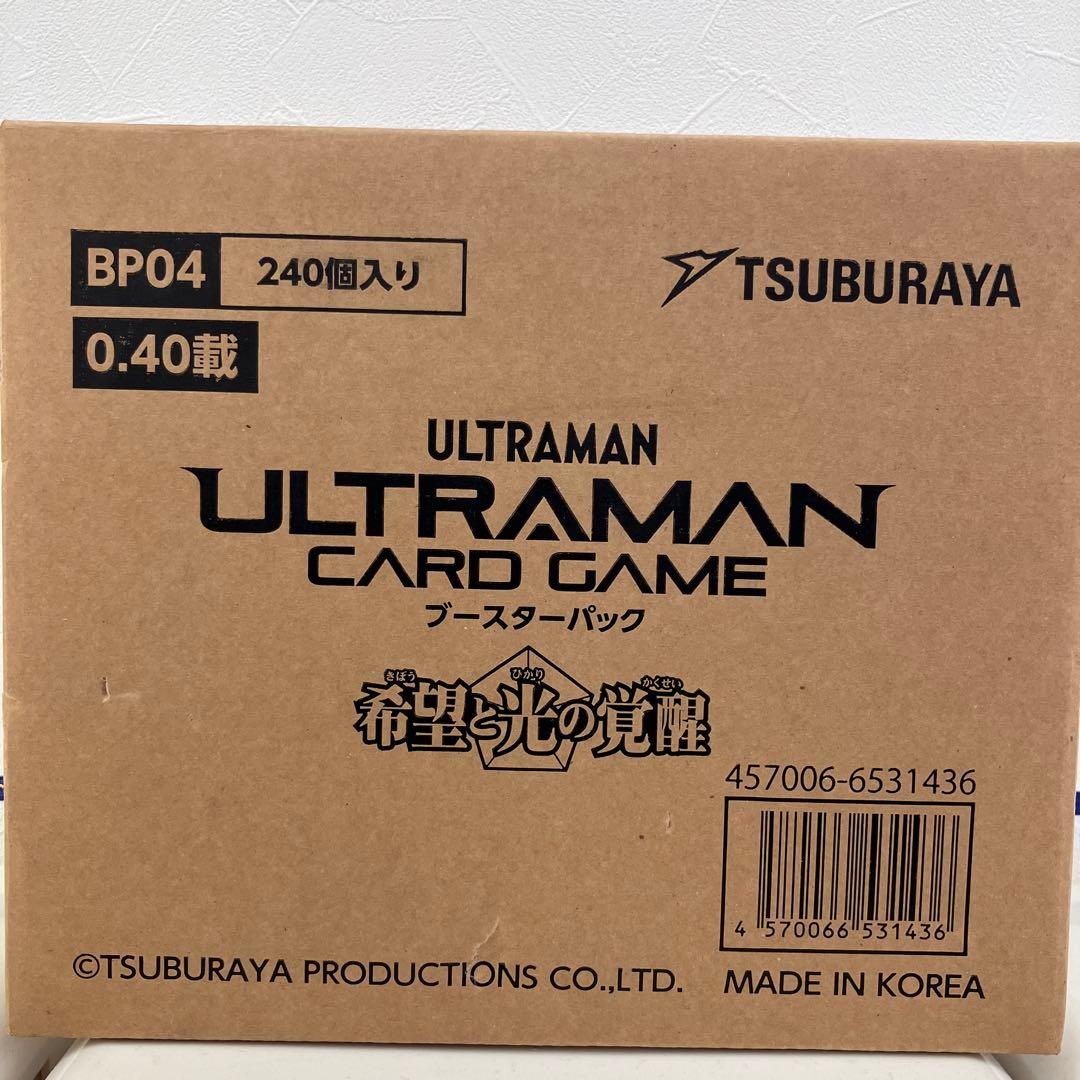 BP04 240個入り
TSUBURAYA
0.40載
ULTRAMAN
ULTRAMAN
CARD GAME
ブースターパック
きぼう ひかり かくせい
希望と光の覚醒
457006-6531436
4 570066 531436
©TSUBURAYA PRODUCTIONS CO.,LTD. MADE IN KOREA